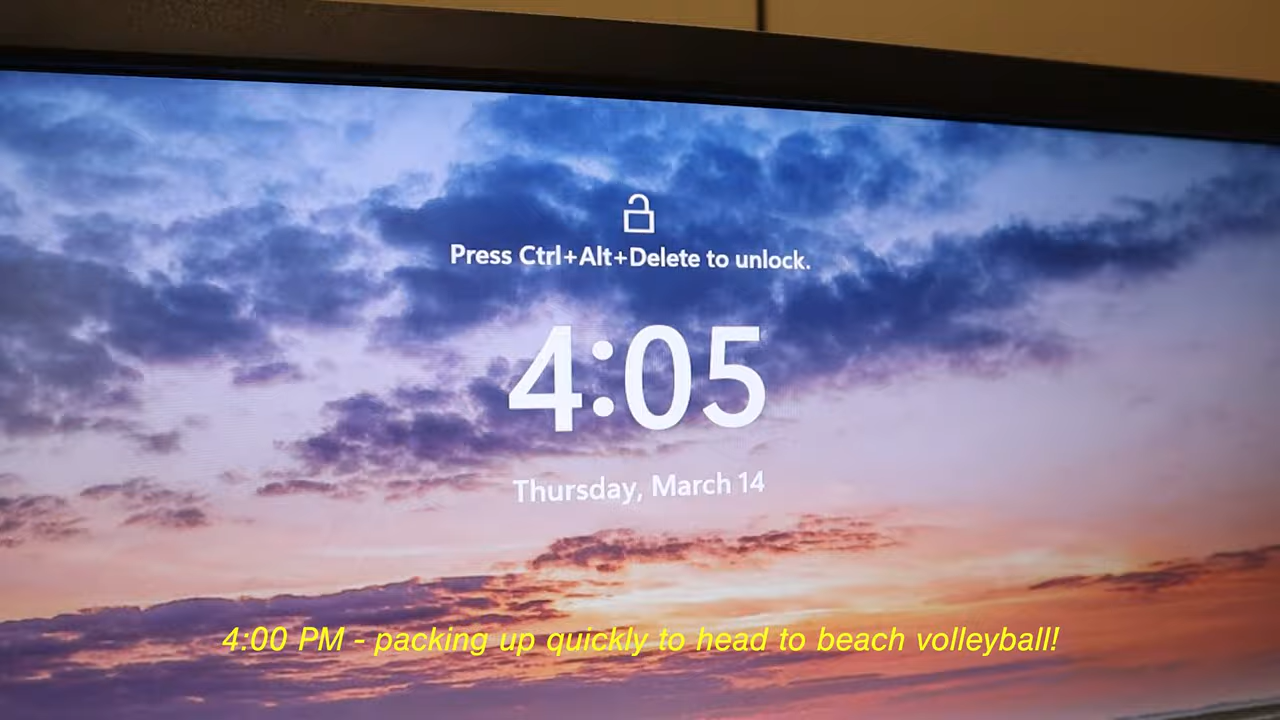 Press Ctrl+Alt+Delete to unlock.
4:05
Thursday, March 14
4:00 PM - packing up quickly to head to beach volleyball!